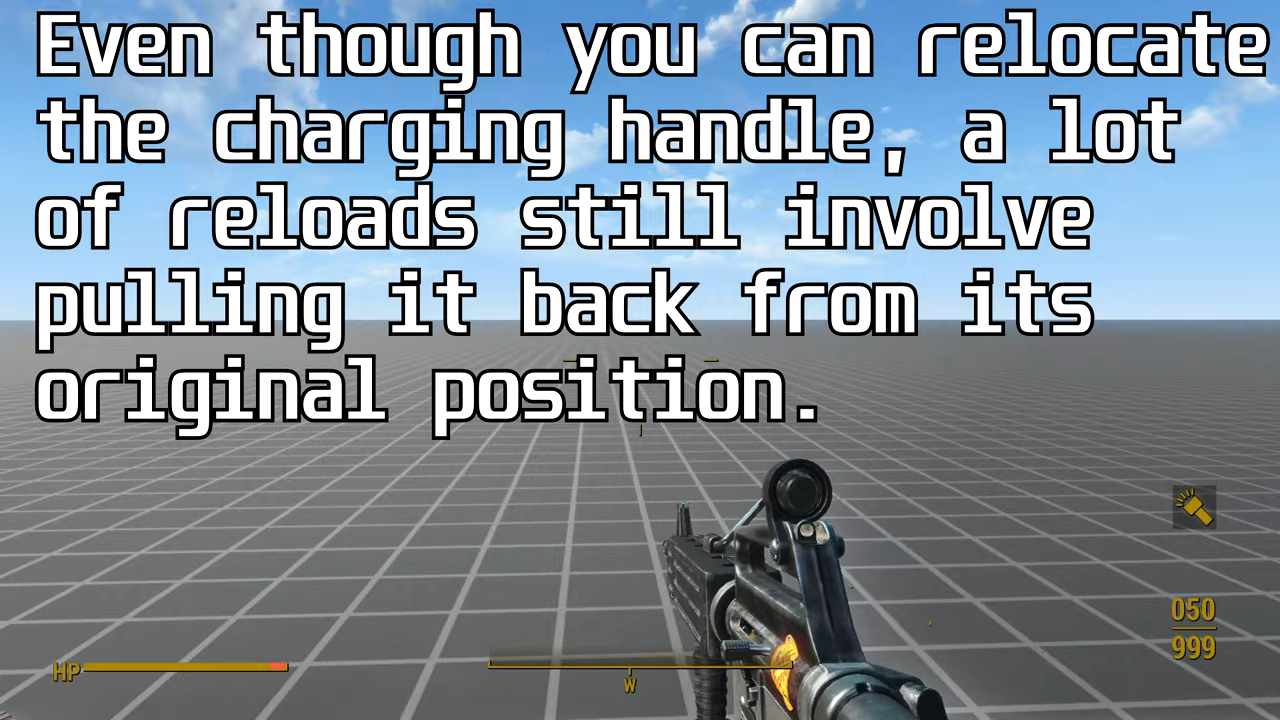 Even though you can relocate
the charging handle, a lot
of reloads still involve
pulling it back from its
original position.
050
999
HP
W